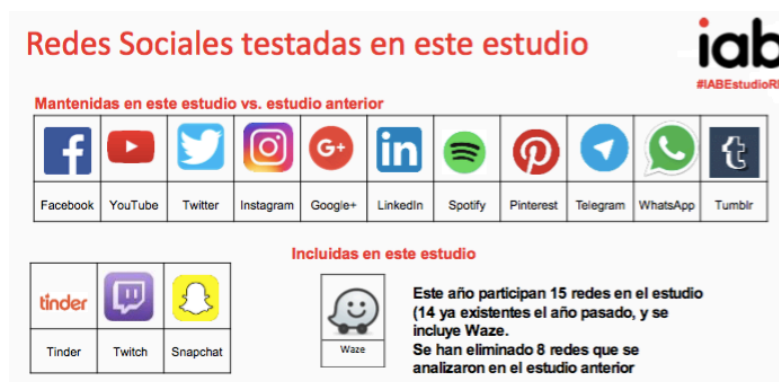 Redes Sociales testadas en este estudio
iab
#IABEstudioR
Mantenidas en este estudio vs. estudio anterior
f G+ in t
Facebook YouTube Twitter Instagram Google+ LinkedIn Spotify Pinterest Telegram WhatsApp Tumblr
Incluidas en este estudio
tinder
Tinder Twitch Snapchat
Waze
Este año participan 15 redes en el estudio
(14 ya existentes el año pasado, y se
incluye Waze.
Se han eliminado 8 redes que se
analizaron en el estudio anterior